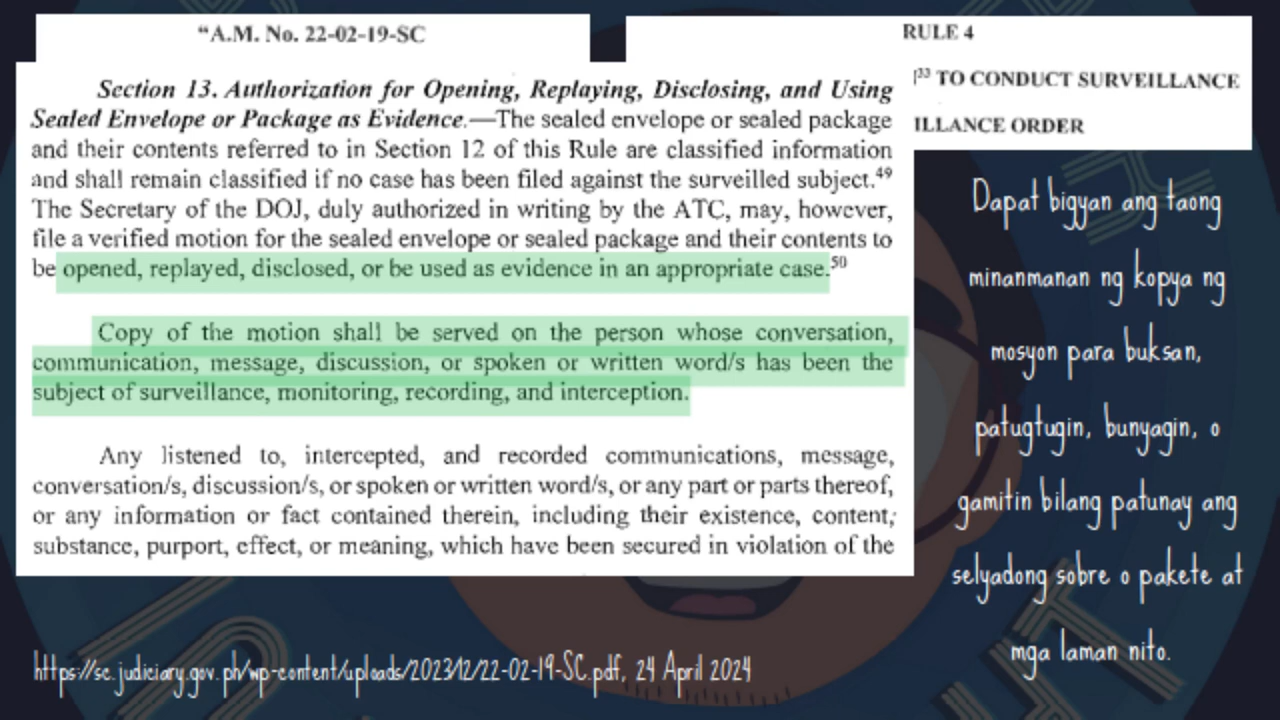 “A.M. No. 22-02-19-SC
RULE 4
]33 TO CONDUCT SURVEILLANCE
ILLANCE ORDER
Section 13. Authorization for Opening, Replaying, Disclosing, and Using
Sealed Envelope or Package as Evidence.—The sealed envelope or sealed package
and their contents referred to in Section 12 of this Rule are classified information
and shall remain classified if no case has been filed against the surveilled subject.49
The Secretary of the DOJ, duly authorized in writing by the ATC, may, however,
file a verified motion for the sealed envelope or sealed package and their contents to
be opened, replayed, disclosed, or be used as evidence in an appropriate case.50
Copy of the motion shall be served on the person whose conversation,
communication, message, discussion, or spoken or written word/s has been the
subject of surveillance, monitoring, recording, and interception.
Any listened to, intercepted, and recorded communications, message,
conversation/s, discussion/s, or spoken or written word/s, or any part or parts thereof,
or any information or fact contained therein, including their existence, content,
substance, purport, effect, or meaning, which have been secured in violation of the
Dapat bigyan ang taong
minanmanan ng kopya ng
mosyon para buksan,
patugtugin, bunyagin, o
gamitin bilang patunay ang
selyadong sobre o pakete at
mga laman nito.
https://sc.judiciary.gov.ph/wp-content/uploads/2023/12/22-02-19-SC.pdf, 24 April 2024